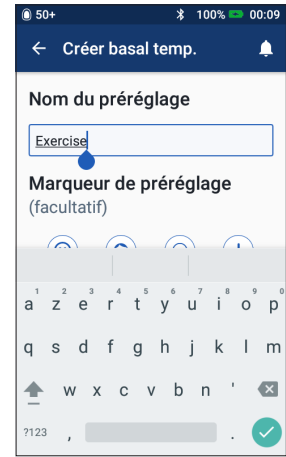 50+ 100% 00:09
Créer basal temp.
Nom du préréglage
Exercise
Marqueur de préréglage
(facultatif)
1 2 3 4 5 6 7 8 9 0
a z e r t y u i o p
q s d f g h j k l m
w x c v b n '
?123 , .